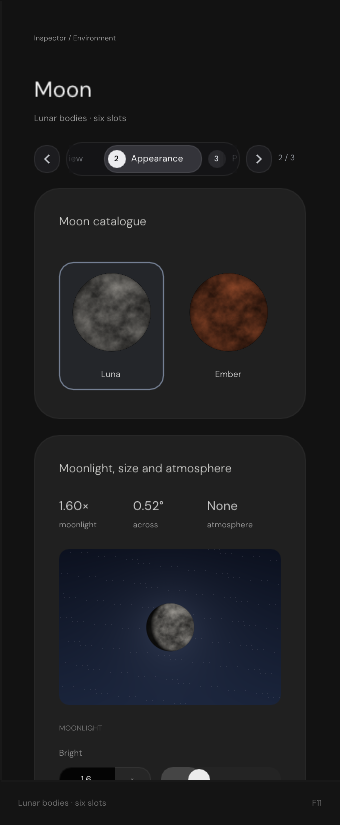 Inspector / Environment
Moon
Lunar bodies · six slots
2 Appearance 3 2 / 3
Moon catalogue
Luna Ember
Moonlight, size and atmosphere
1.60× 0.52° None
moonlight across atmosphere
MOONLIGHT
Bright
1.6
Lunar bodies · six slots F11